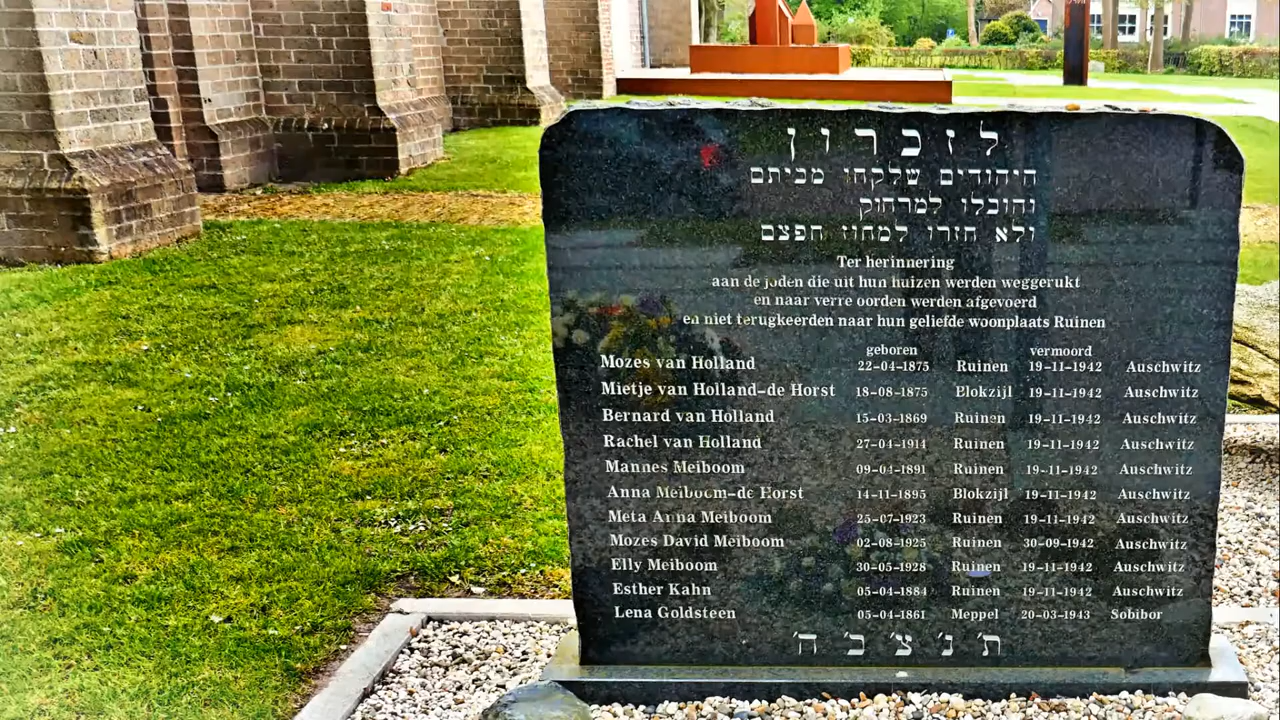 לזכרון
היהודים שלקחו מביתם
והובלו למרחוק
ולא חזרו למחוז חפצם
Ter herinnering
aan de joden die uit hun huizen werden weggerukt
en naar verre oorden werden afgevoerd
en niet terugkeerden naar hun geliefde woonplaats Ruinen
geboren vermoord
Mozes van Holland 22-04-1875 Ruinen 19-11-1942 Auschwitz
Mietje van Holland-de Horst 18-08-1875 Blokzijl 19-11-1942 Auschwitz
Bernard van Holland 15-03-1869 Ruinen 19-11-1942 Auschwitz
Rachel van Holland 27-04-1914 Ruinen 19-11-1942 Auschwitz
Mannes Meiboom 09-04-1891 Ruinen 19-11-1942 Auschwitz
Anna Meiboom-de Horst 14-11-1895 Blokzijl 19-11-1942 Auschwitz
Meta Anna Meiboom 25-07-1923 Ruinen 19-11-1942 Auschwitz
Mozes David Meiboom 02-08-1925 Ruinen 30-09-1942 Auschwitz
Elly Meiboom 30-05-1928 Ruinen 19-11-1942 Auschwitz
Esther Kahn 05-04-1884 Ruinen 19-11-1942 Auschwitz
Lena Goldsteen 05-04-1861 Meppel 20-03-1943 Sobibor
ת' נ' צ' ב' ה'